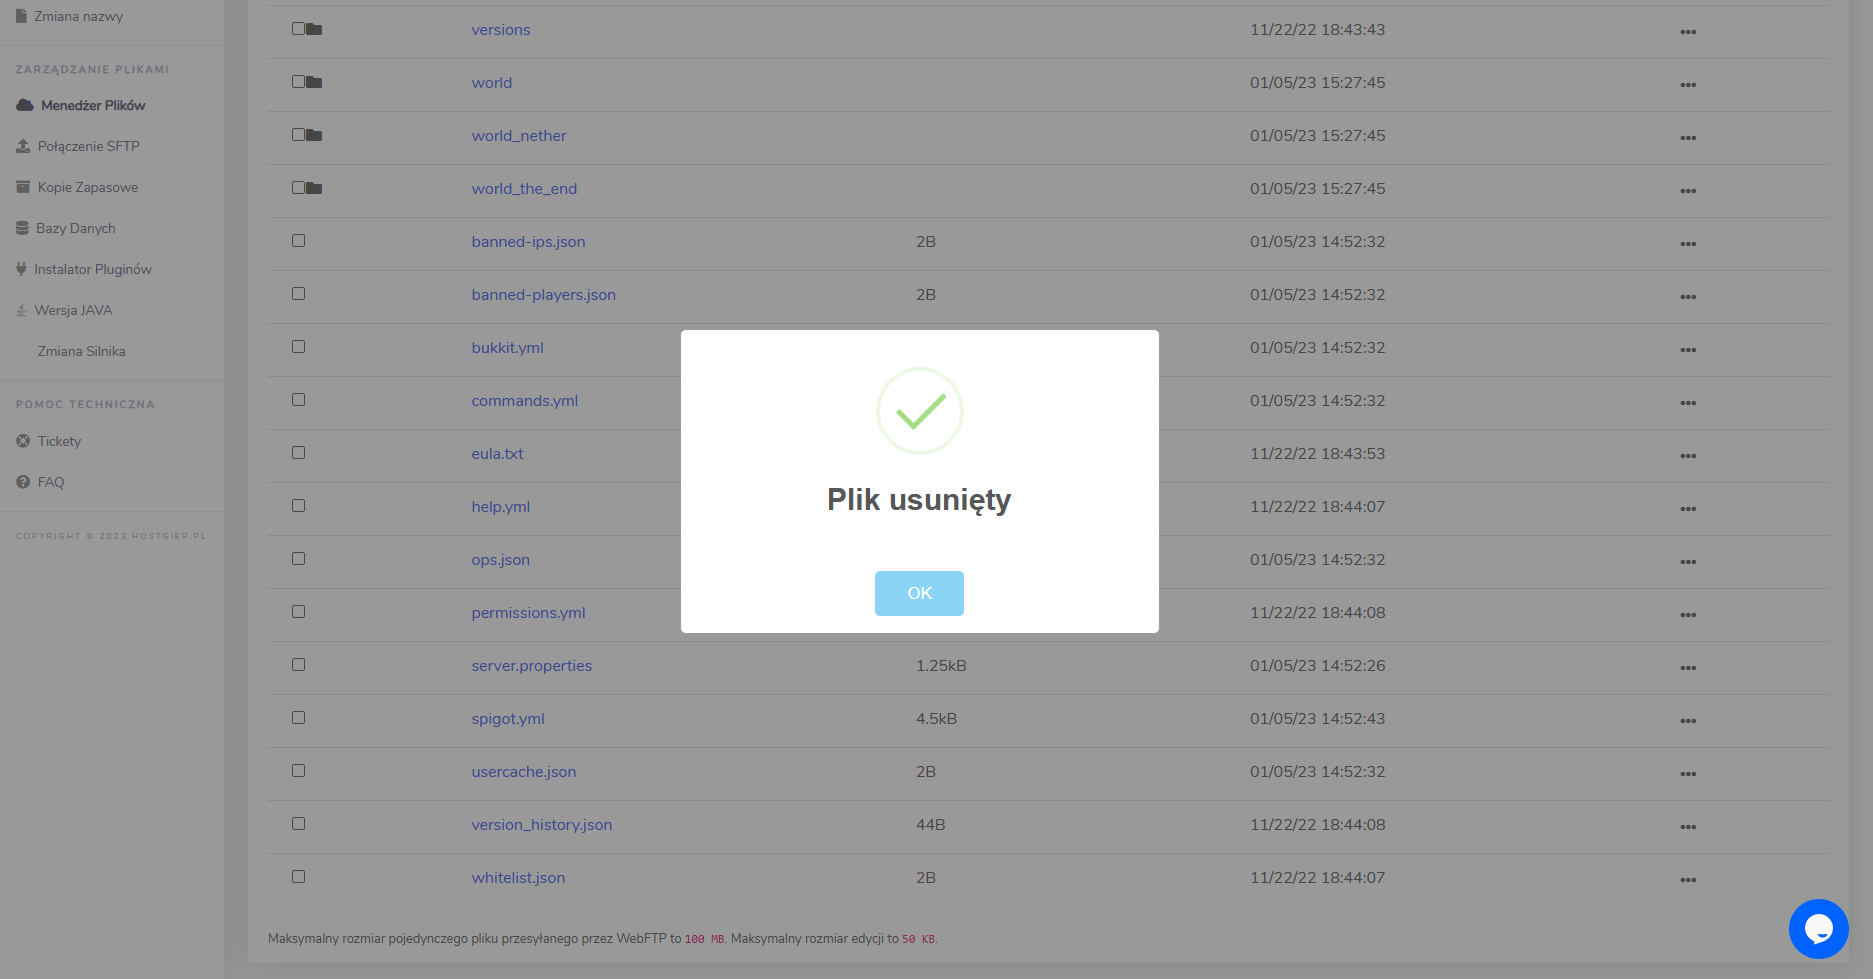 Zmiana nazwy
ZARZĄDZANIE PLIKAMI
Menedżer Plików
Połączenie SFTP
Kopie Zapasowe
Bazy Danych
Instalator Pluginów
Wersja JAVA
Zmiana Silnika
POMOC TECHNICZNA
Tickety
FAQ
COPYRIGHT © 2023 HOSTGIER.PL
versions 11/22/22 18:43:43
world 01/05/23 15:27:45
world_nether 01/05/23 15:27:45
world_the_end 01/05/23 15:27:45
banned-ips.json 2B 01/05/23 14:52:32
banned-players.json 2B 01/05/23 14:52:32
bukkit.yml 01/05/23 14:52:32
commands.yml 01/05/23 14:52:32
eula.txt 11/22/22 18:43:53
help.yml 11/22/22 18:44:07
ops.json 01/05/23 14:52:32
permissions.yml 11/22/22 18:44:08
server.properties 1.25kB 01/05/23 14:52:26
spigot.yml 4.5kB 01/05/23 14:52:43
usercache.json 2B 01/05/23 14:52:32
version_history.json 44B 11/22/22 18:44:08
whitelist.json 2B 11/22/22 18:44:07
Maksymalny rozmiar pojedynczego pliku przesyłanego przez WebFTP to 100 MB. Maksymalny rozmiar edycji to 50 KB.
Plik usunięty
OK